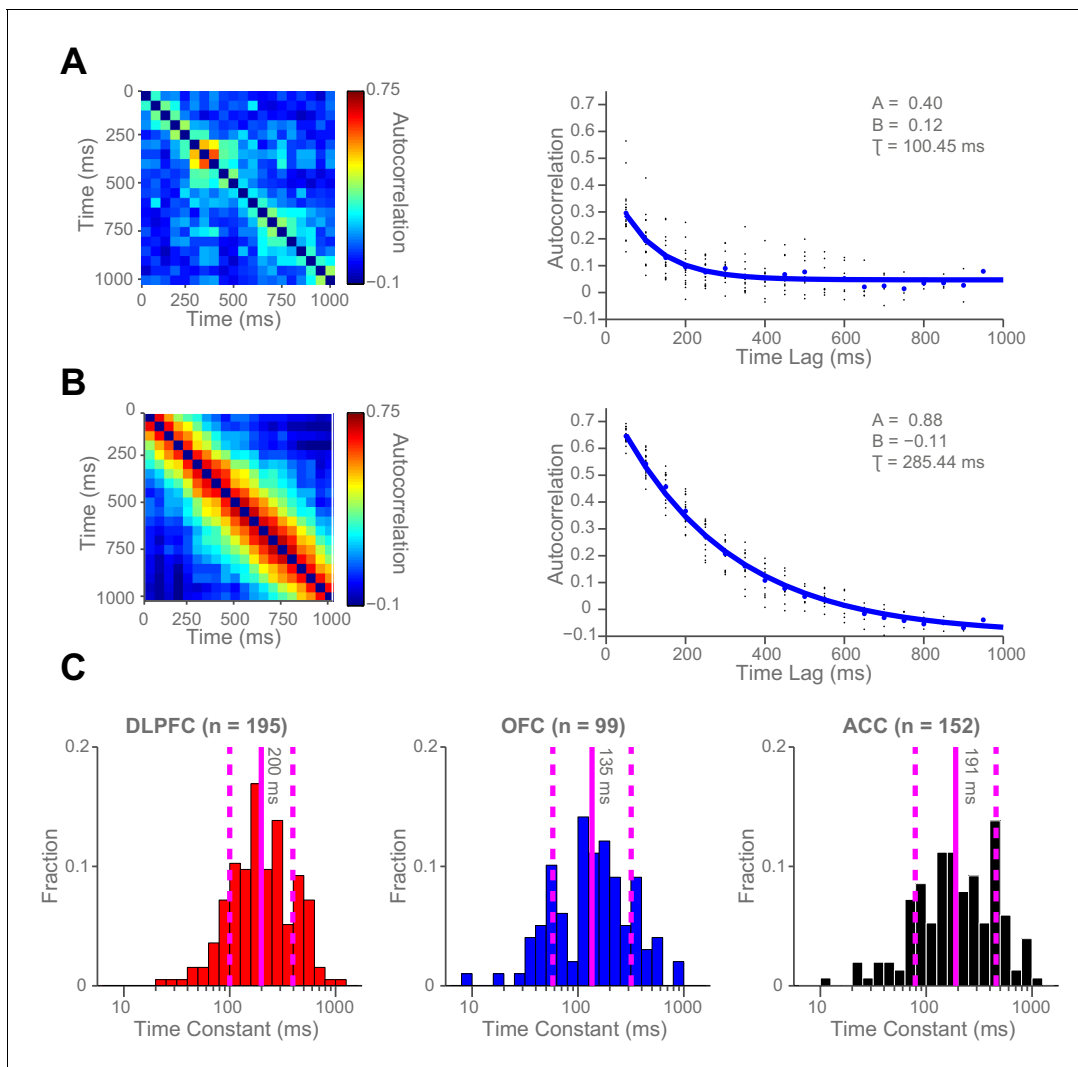 A
0
250
500
750
1000
Time (ms)
0 250 500 750 1000
Time (ms)
0.75
−0.1
Autocorrelation
0.7
0.6
0.5
0.4
0.3
0.2
0.1
0
−0.1
Autocorrelation
0 200 400 600 800 1000
Time Lag (ms)
A = 0.40
B = 0.12
Ʈ = 100.45 ms
B
0
250
500
750
1000
Time (ms)
0 250 500 750 1000
Time (ms)
0.75
−0.1
Autocorrelation
0.7
0.6
0.5
0.4
0.3
0.2
0.1
0
−0.1
Autocorrelation
0 200 400 600 800 1000
Time Lag (ms)
A = 0.88
B = −0.11
Ʈ = 285.44 ms
C
DLPFC (n = 195)
0.2
0.1
0
Fraction
200 ms
10 100 1000
Time Constant (ms)
OFC (n = 99)
0.2
0.1
0
Fraction
135 ms
10 100 1000
Time Constant (ms)
ACC (n = 152)
0.2
0.1
0
Fraction
191 ms
10 100 1000
Time Constant (ms)